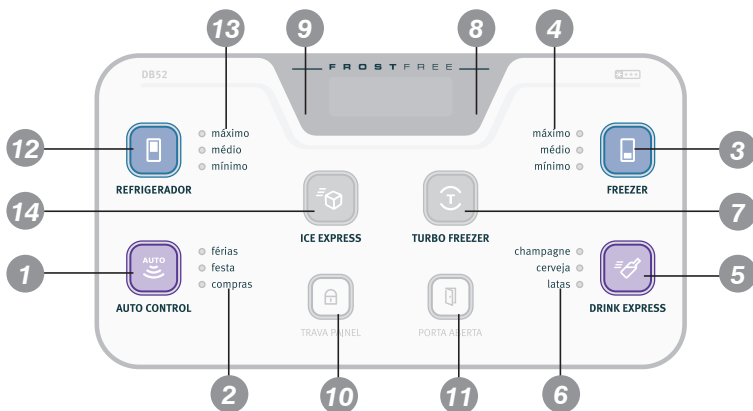 13 9 8 4
FROSTFREE
DB52
12
máximo
médio
mínimo
REFRIGERADOR
máximo
médio
mínimo
3
FREEZER
14
ICE EXPRESS
T
TURBO FREEZER
7
1
AUTO
férias
festa
compras
AUTO CONTROL
champagne
cerveja
latas
5
DRINK EXPRESS
TRAVA PAINEL
PORTA ABERTA
2 10 11 6